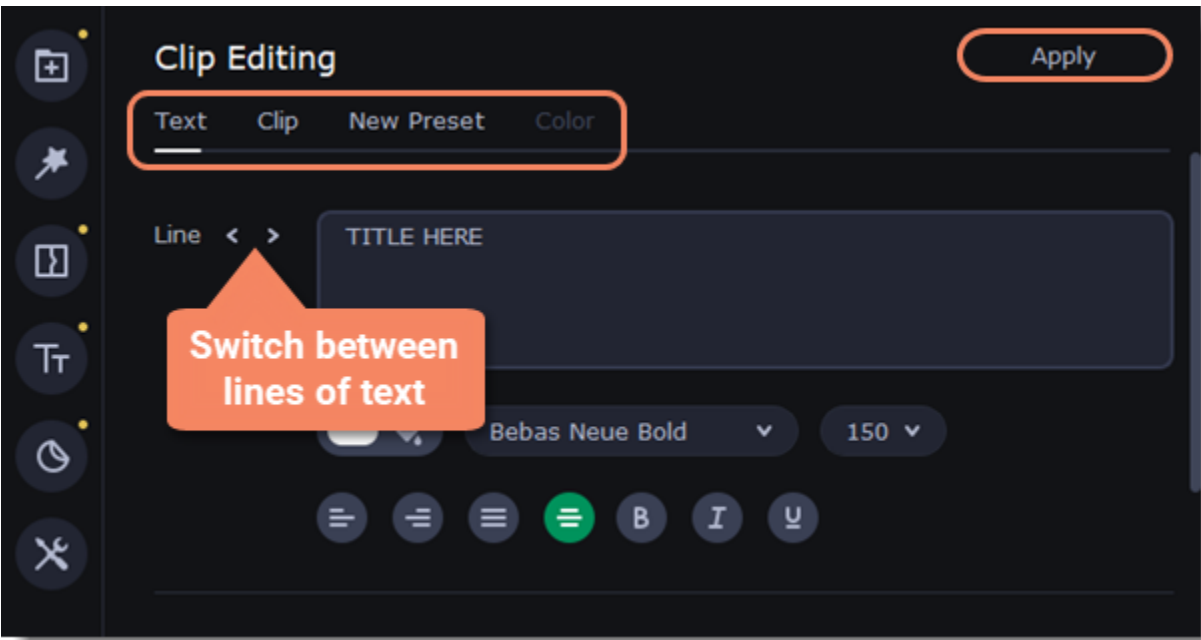 Clip Editing
Apply
Text Clip New Preset Color
Line < > TITLE HERE
Switch between
lines of text
Bebas Neue Bold 150
B I U